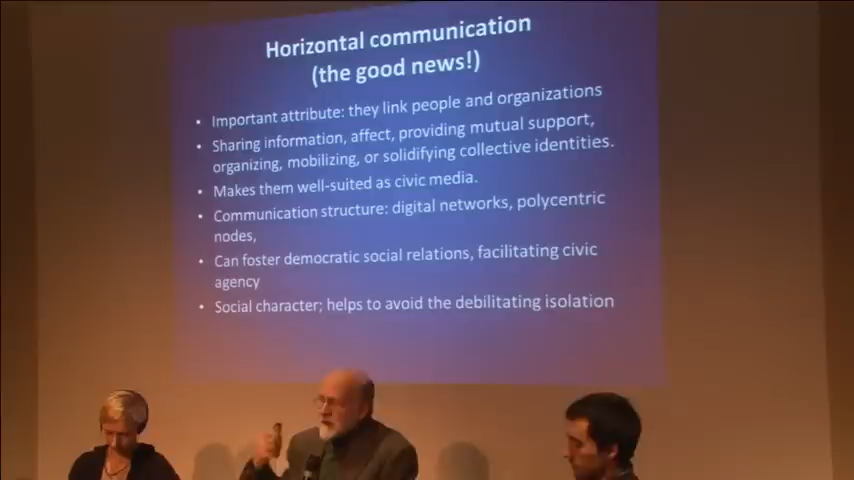 Horizontal communication
(the good news!)
• Important attribute: they link people and organizations
• Sharing information, affect, providing mutual support,
organizing, mobilizing, or solidifying collective identities.
• Makes them well-suited as civic media.
• Communication structure: digital networks, polycentric
nodes,
• Can foster democratic social relations, facilitating civic
agency
• Social character; helps to avoid the debilitating isolation